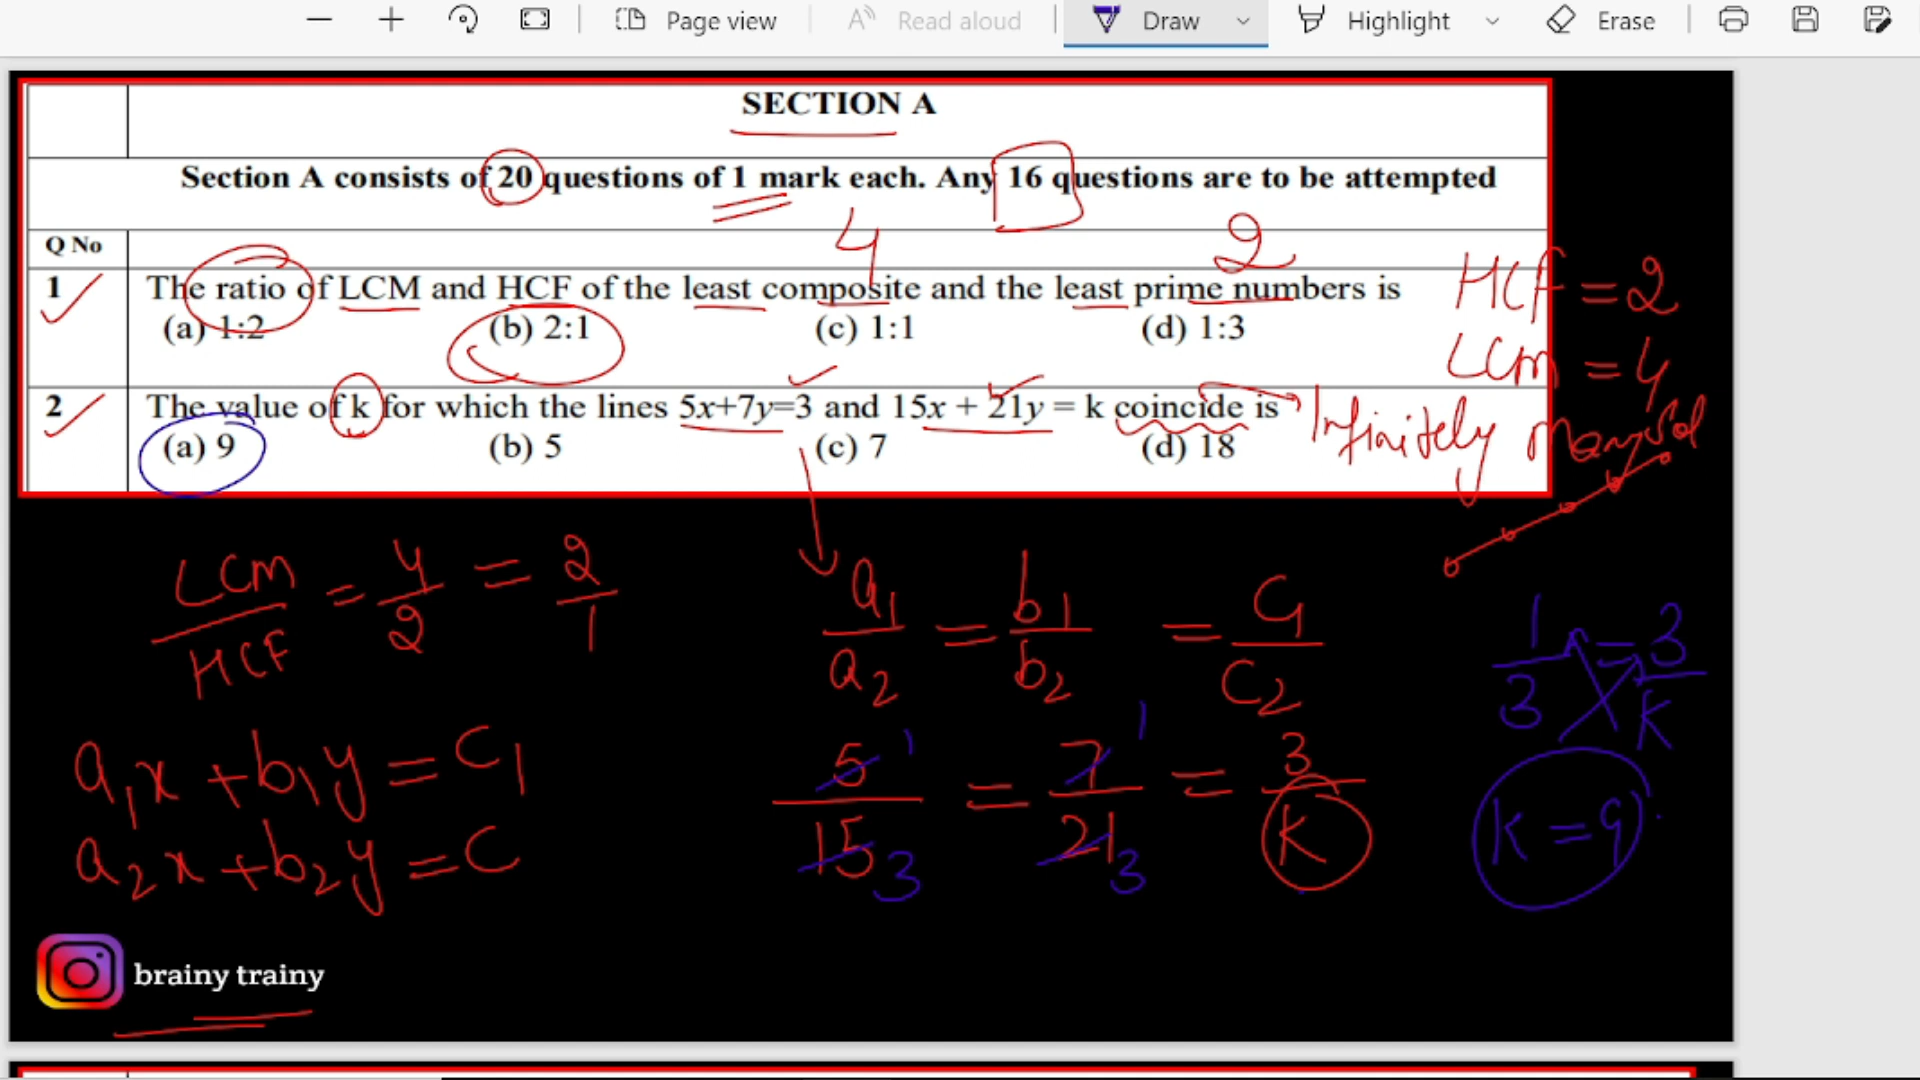 Page view
Read aloud
Draw
Highlight
Erase
SECTION A
Section A consists of 20 questions of 1 mark each. Any 16 questions are to be attempted
4
2
Q No
1 The ratio of LCM and HCF of the least composite and the least prime numbers is
(a) 1:2 (b) 2:1 (c) 1:1 (d) 1:3
HCF = 2
LCM = 4
2 The value of k for which the lines 5x+7y=3 and 15x + 21y = k coincide is
(a) 9 (b) 5 (c) 7 (d) 18
Infinitely many sol
LCM/HCF = 4/2 = 2/1
a1/a2 = b1/b2 = C1/C2
1/3 = 3/K
a1x + b1y = C1
a2x + b2y = C
5/15 = 7/21 = 3/K
1 3
1 3
K = 9
brainy trainy